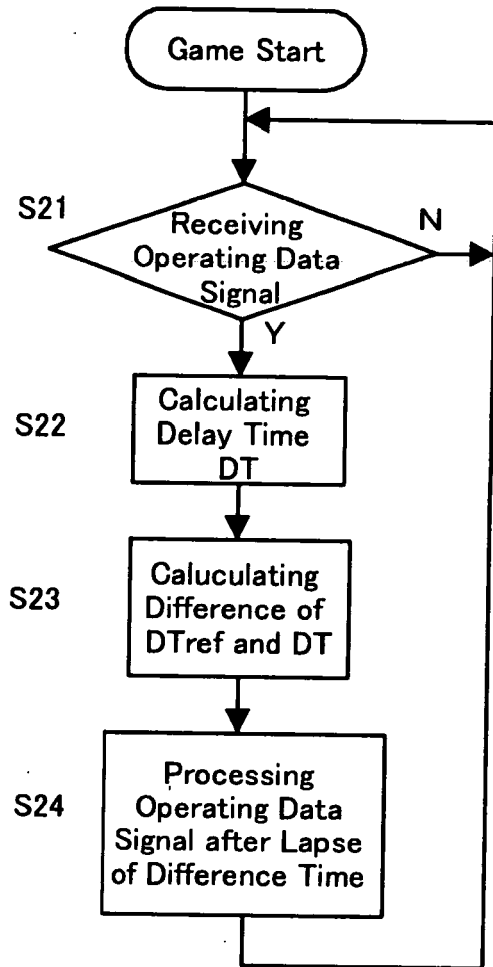 Game Start
S21
Receiving
Operating Data
Signal
N
Y
S22
Calculating
Delay Time
DT
S23
Caluculating
Difference of
DTref and DT
S24
Processing
Operating Data
Signal after Lapse
of Difference Time